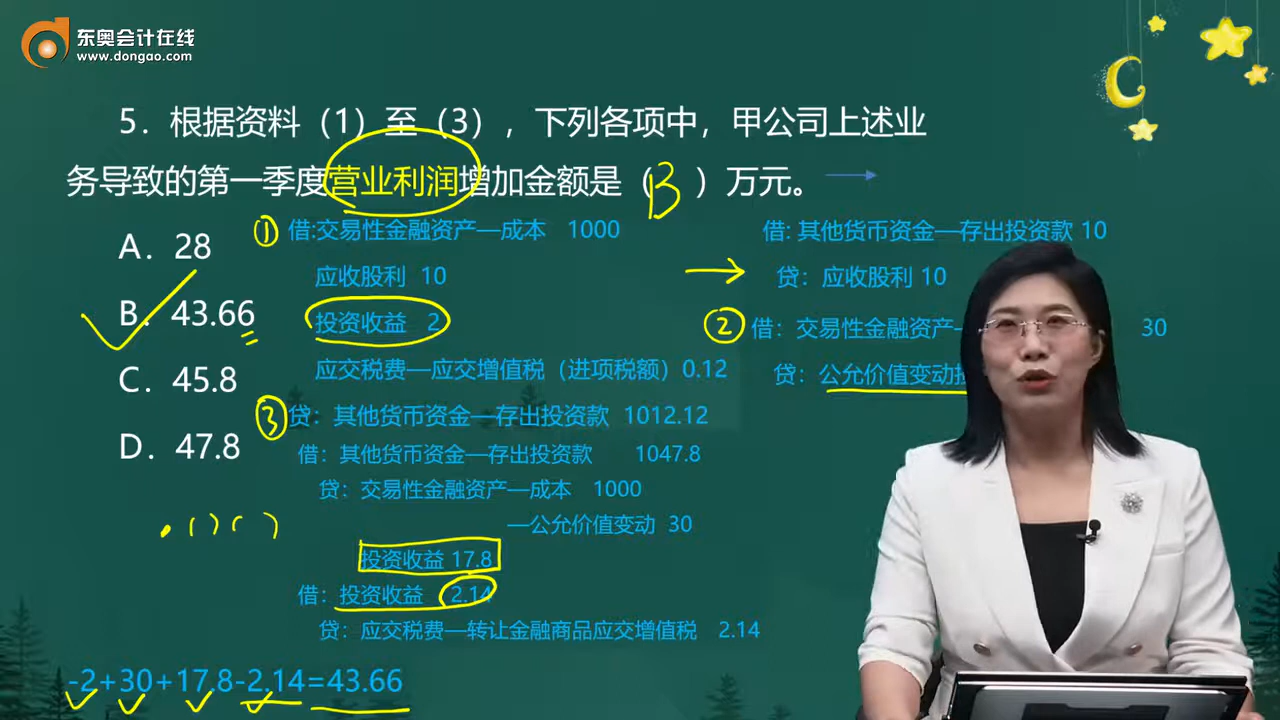 东奥会计在线
www.dongao.com
5. 根据资料（1）至（3），下列各项中，甲公司上述业
务导致的第一季度营业利润增加金额是（B）万元。
A. 28
B. 43.66
C. 45.8
D. 47.8
① 借:交易性金融资产—成本 1000
应收股利 10
投资收益 2
应交税费—应交增值税（进项税额）0.12
贷：其他货币资金—存出投资款 1012.12
借: 其他货币资金—存出投资款 10
贷：应收股利 10
② 借：交易性金融资产— 30
贷：公允价值变动
③
借：其他货币资金—存出投资款 1047.8
贷：交易性金融资产—成本 1000
—公允价值变动 30
投资收益 17.8
借：投资收益 2.14
贷：应交税费—转让金融商品应交增值税 2.14
-2+30+17.8-2.14=43.66